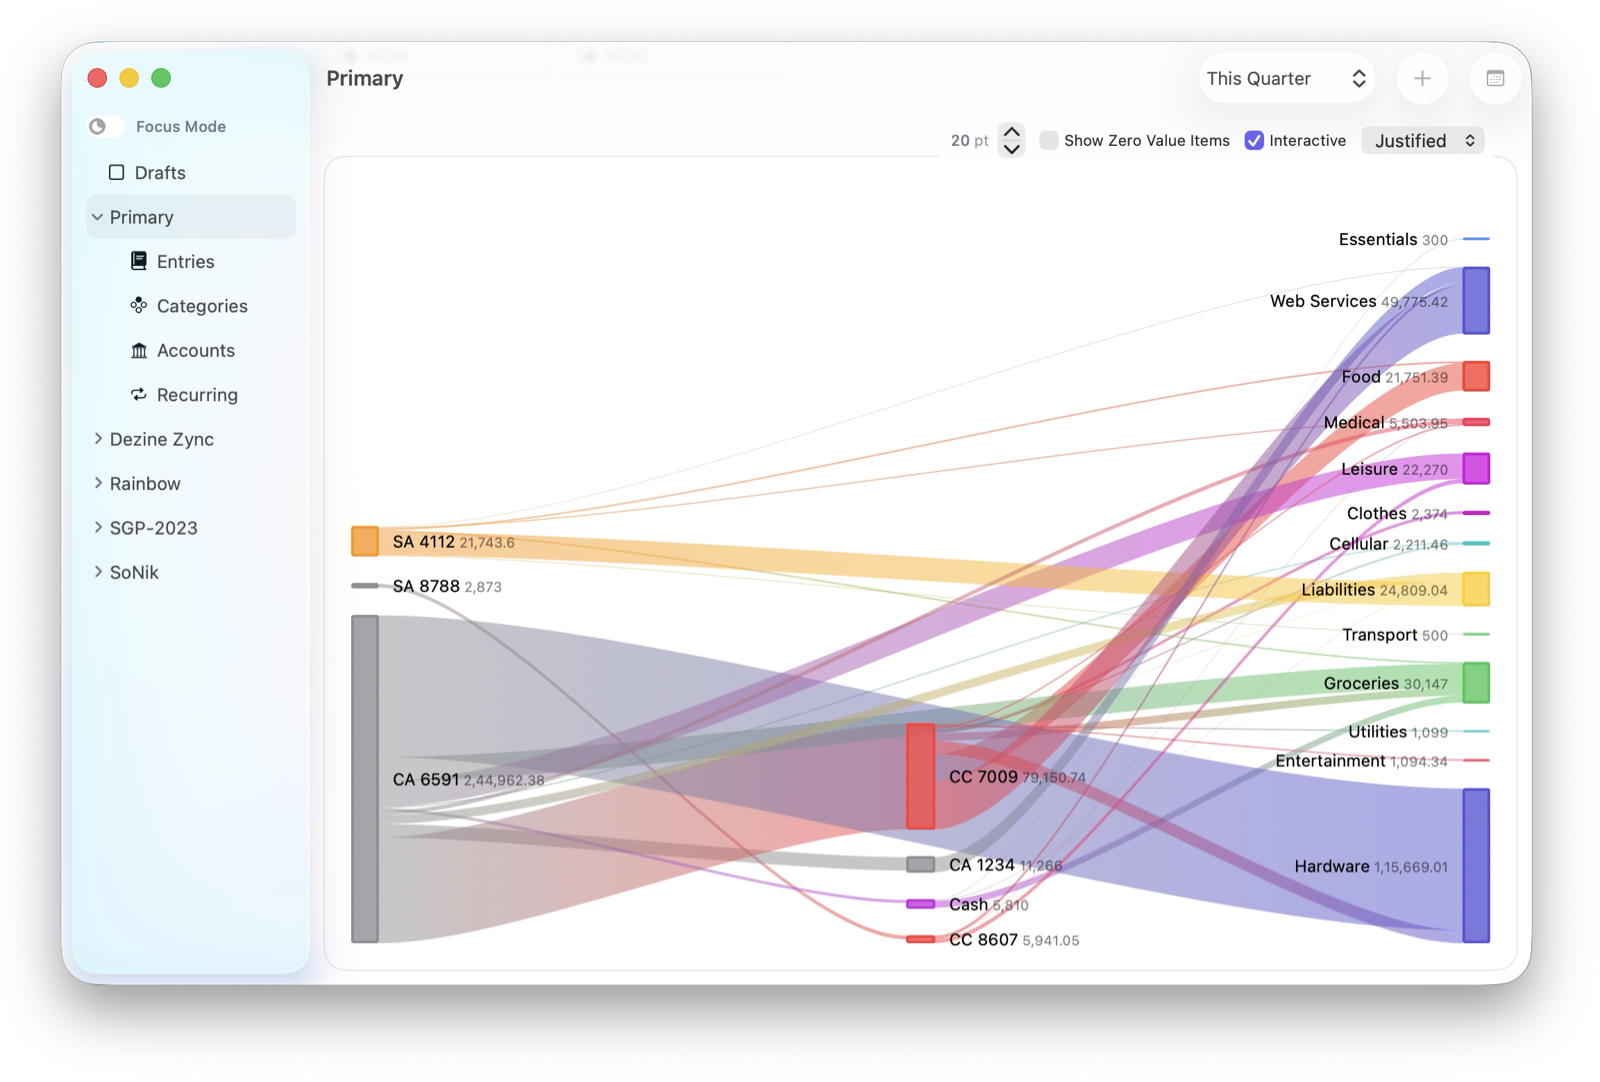 Primary
This Quarter
Focus Mode
20 pt
Show Zero Value Items
Interactive
Justified
Drafts
Primary
Entries
Categories
Accounts
Recurring
Dezine Zync
Rainbow
SGP-2023
SoNik
Essentials 300
Web Services 49,775.42
Food 21,751.39
Medical 5,503.95
Leisure 22,270
Clothes 2,374
SA 4112 21,743.6
Cellular 2,211.46
SA 8788 2,873
Liabilities 24,809.04
Transport 500
Groceries 30,147
Utilities 1,099
Entertainment 1,094.34
CA 6591 2,44,962.38
CC 7009 79,150.74
CA 1234 11,266
Hardware 1,15,669.01
Cash 5,810
CC 8607 5,941.05